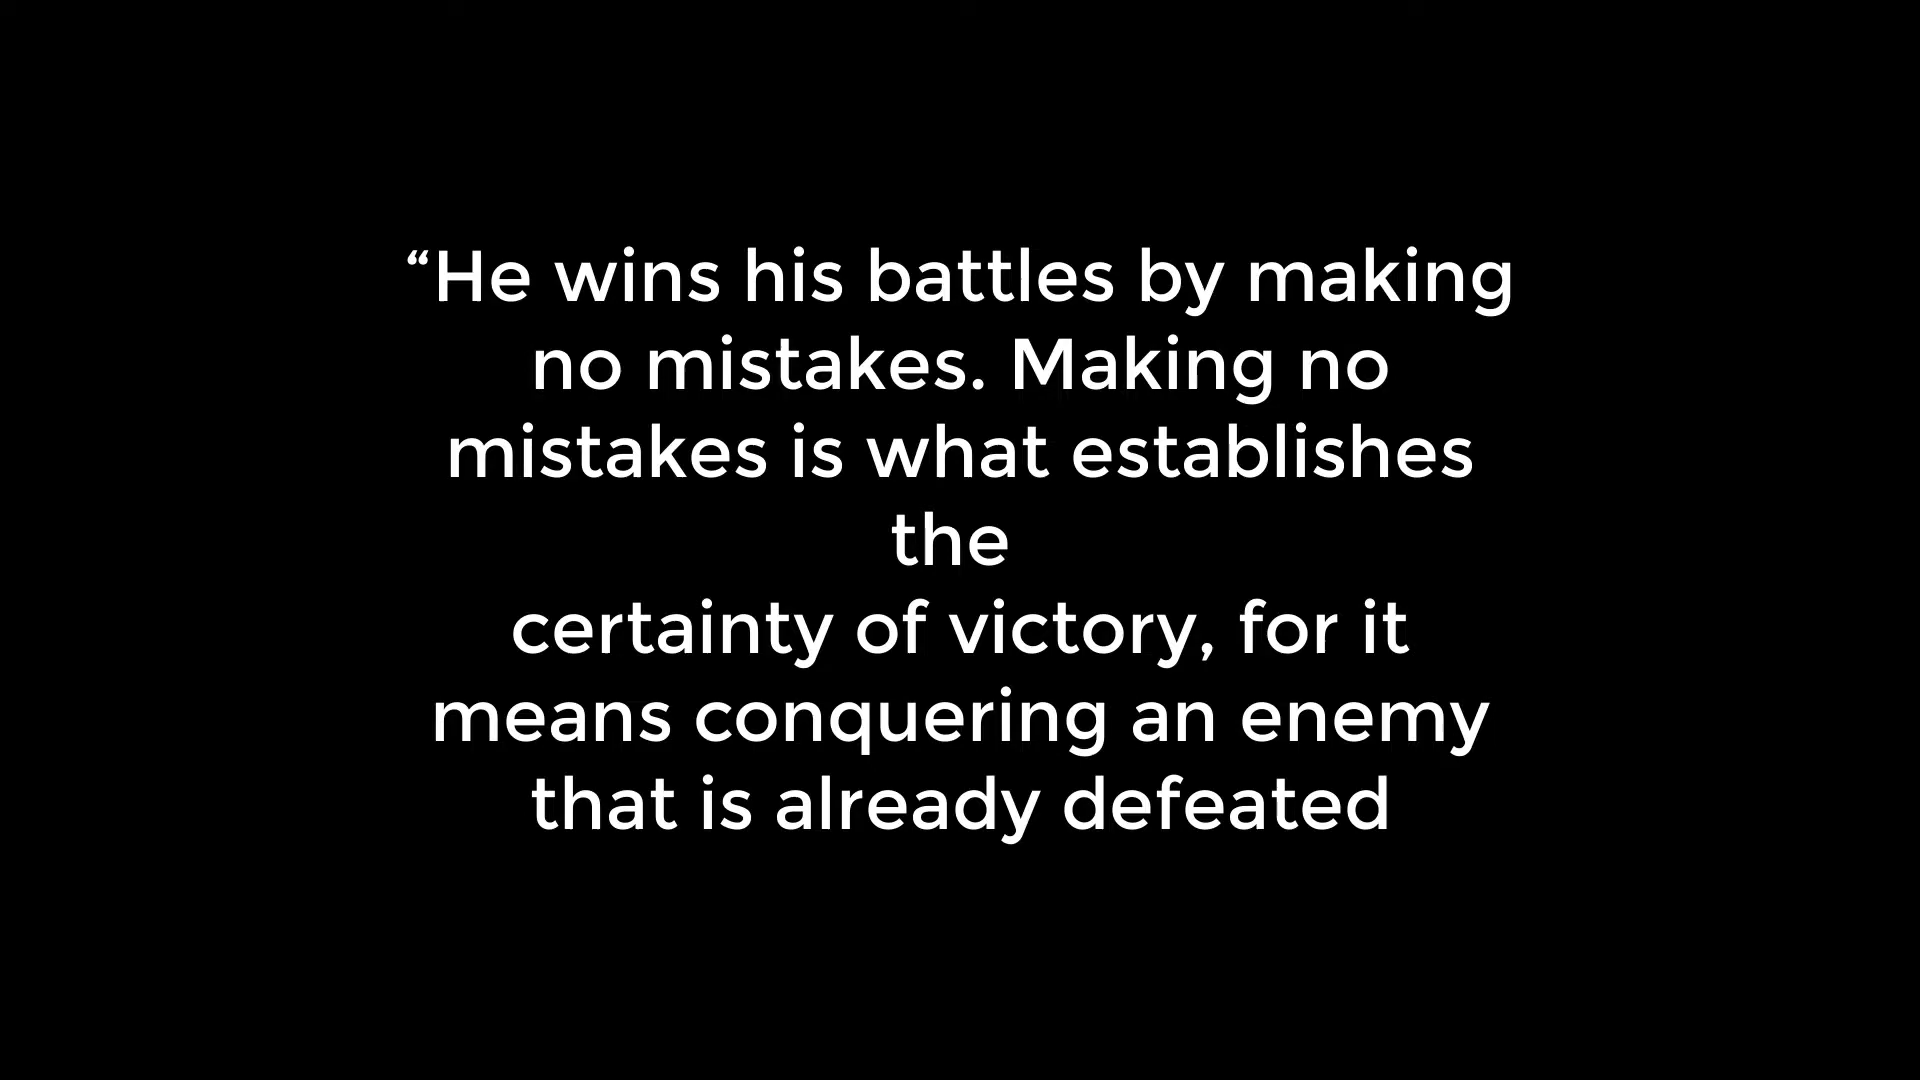 “He wins his battles by making
no mistakes. Making no
mistakes is what establishes
the
certainty of victory, for it
means conquering an enemy
that is already defeated